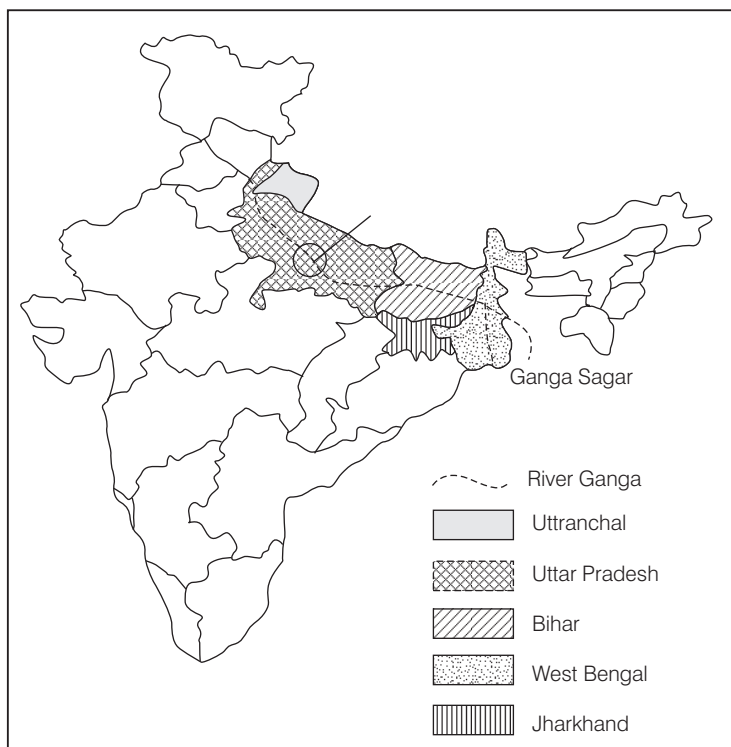 Ganga Sagar
River Ganga
Uttranchal
Uttar Pradesh
Bihar
West Bengal
Jharkhand